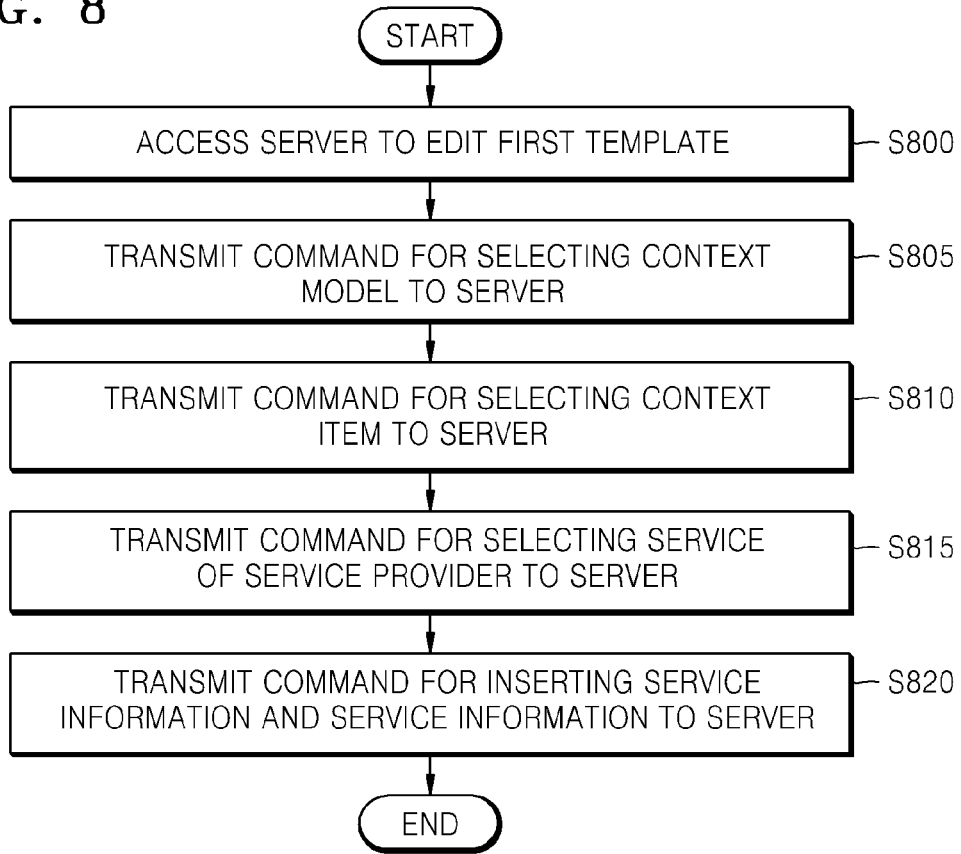 G. 8
START
ACCESS SERVER TO EDIT FIRST TEMPLATE
S800
TRANSMIT COMMAND FOR SELECTING CONTEXT
MODEL TO SERVER
S805
TRANSMIT COMMAND FOR SELECTING CONTEXT
ITEM TO SERVER
S810
TRANSMIT COMMAND FOR SELECTING SERVICE
OF SERVICE PROVIDER TO SERVER
S815
TRANSMIT COMMAND FOR INSERTING SERVICE
INFORMATION AND SERVICE INFORMATION TO SERVER
S820
END